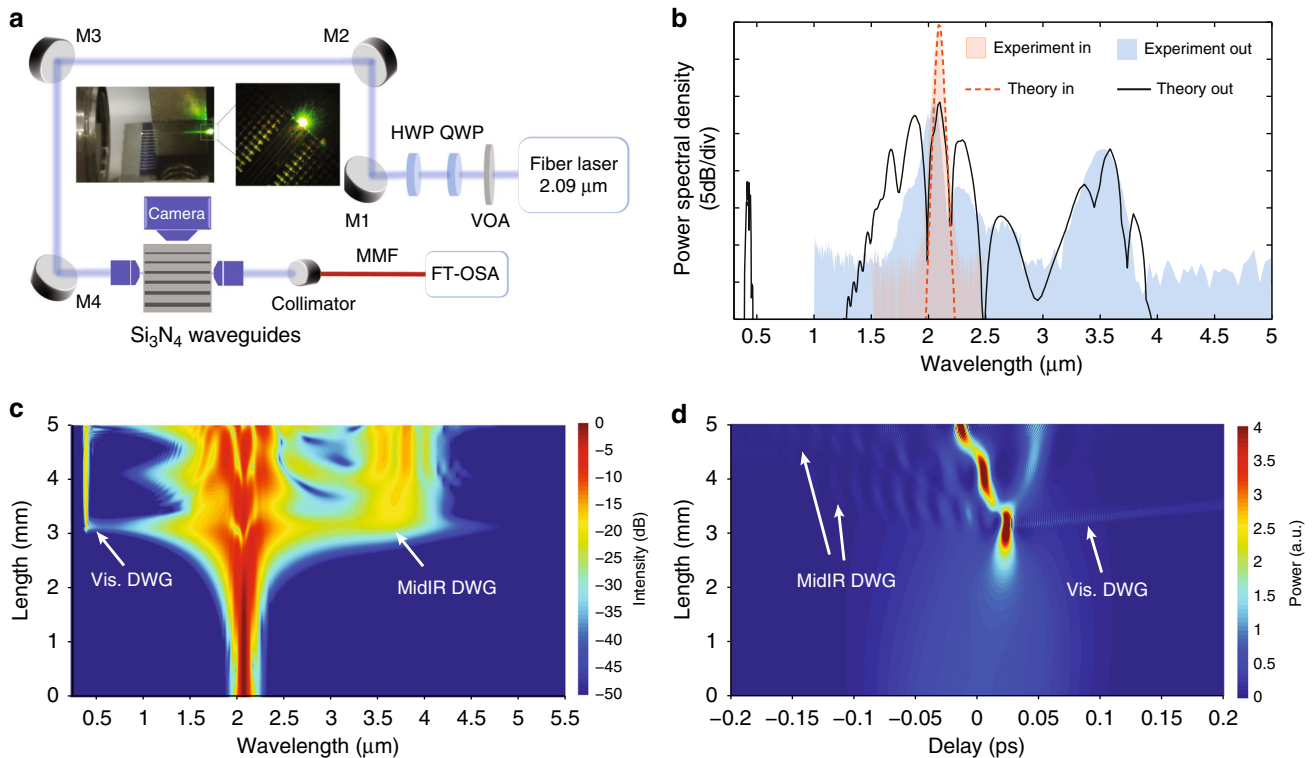 a
M3
M2
HWP QWP
Fiber laser
2.09 μm
M1
VOA
Camera
MMF
FT-OSA
M4
Collimator
Si₃N₄ waveguides
b
Experiment in
Experiment out
Theory in
Theory out
Power spectral density
(5dB/div)
0.5 1 1.5 2 2.5 3 3.5 4 4.5 5
Wavelength (μm)
c
5
4
3
2
1
0
Length (mm)
Vis. DWG
MidIR DWG
0.5 1 1.5 2 2.5 3 3.5 4 4.5 5 5.5
Wavelength (μm)
0
−5
−10
−15
−20
−25
−30
−35
−40
−45
−50
Intensity (dB)
d
5
4
3
2
1
0
Length (mm)
MidIR DWG
Vis. DWG
−0.2 −0.15 −0.1 −0.05 0 0.05 0.1 0.15 0.2
Delay (ps)
4
3.5
3
2.5
2
1.5
1
0.5
0
Power (a.u.)